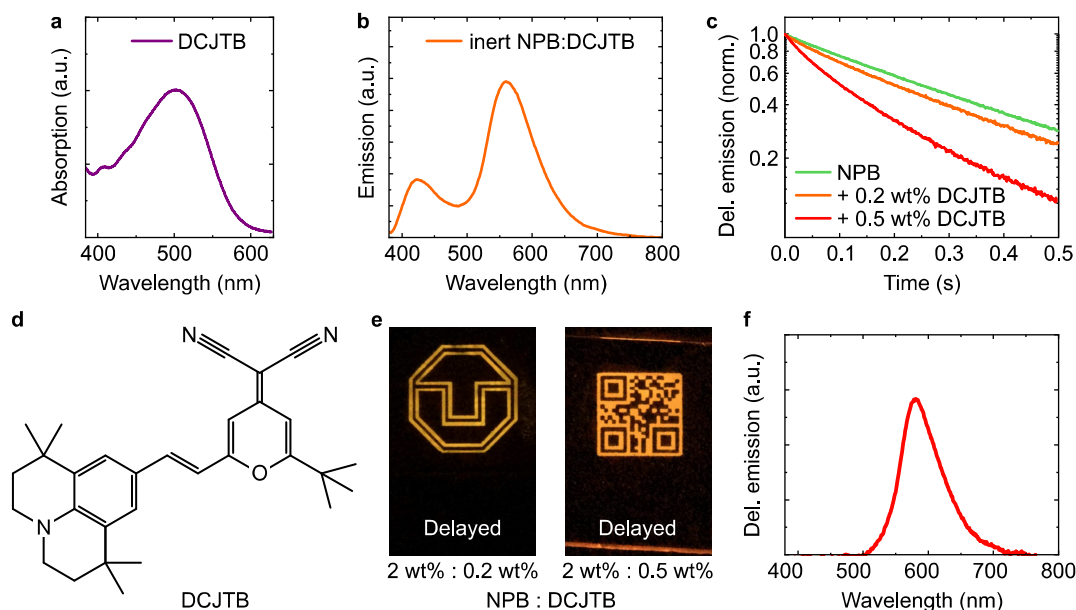 a
DCJTB
Absorption (a.u.)
400 500 600
Wavelength (nm)
b
inert NPB:DCJTB
Emission (a.u.)
400 500 600 700 800
Wavelength (nm)
c
Del. emission (norm.)
1.0
0.8
0.6
0.4
0.2
NPB
+ 0.2 wt% DCJTB
+ 0.5 wt% DCJTB
0.0 0.1 0.2 0.3 0.4 0.5
Time (s)
d
N N
O
N
DCJTB
e
Delayed Delayed
2 wt% : 0.2 wt% 2 wt% : 0.5 wt%
NPB : DCJTB
f
Del. emission (a.u.)
400 500 600 700 800
Wavelength (nm)